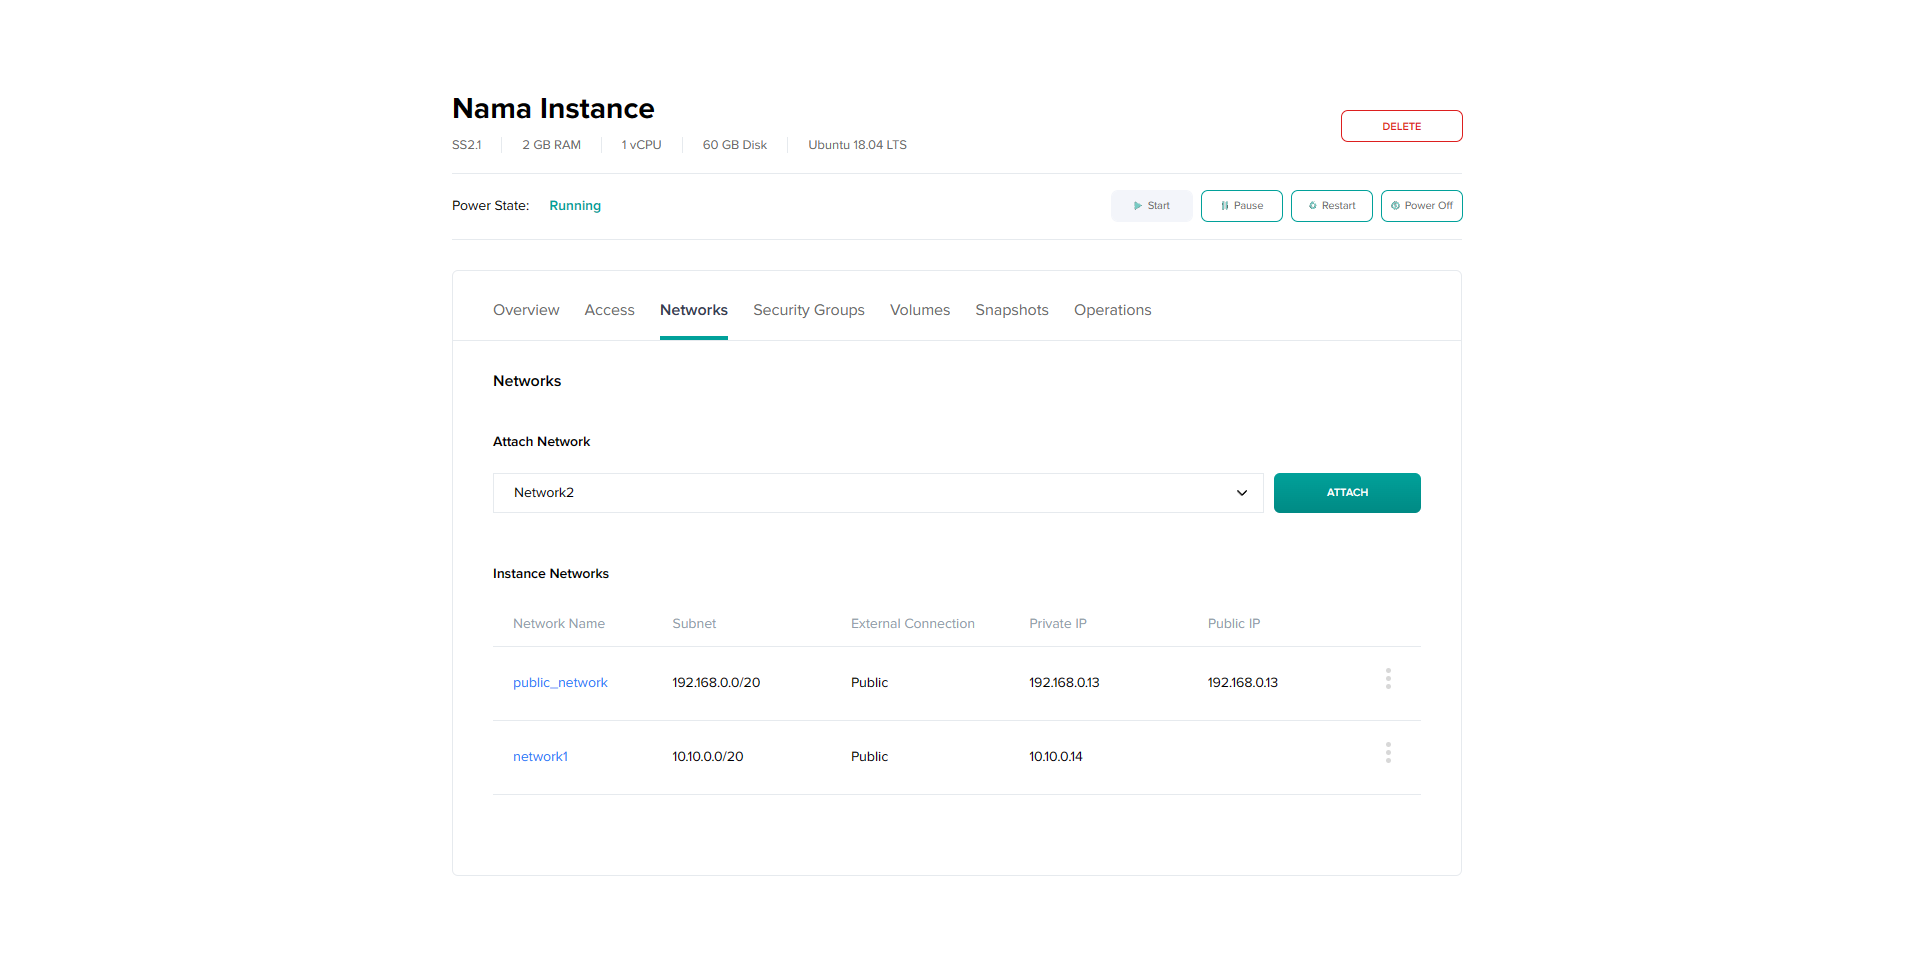 Nama Instance
DELETE
SS2.1 2 GB RAM 1 vCPU 60 GB Disk Ubuntu 18.04 LTS
Power State: Running Start Pause Restart Power Off
Overview Access Networks Security Groups Volumes Snapshots Operations
Networks
Attach Network
Network2 ATTACH
Instance Networks
Network Name Subnet External Connection Private IP Public IP
public_network 192.168.0.0/20 Public 192.168.0.13 192.168.0.13
network1 10.10.0.0/20 Public 10.10.0.14